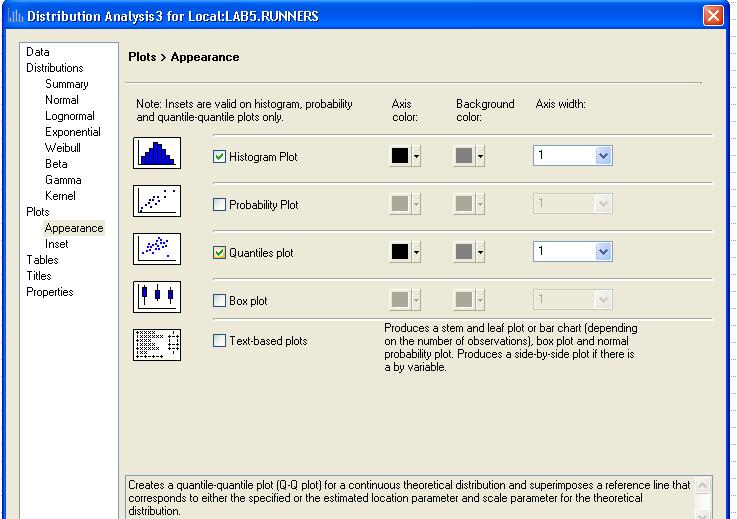 Distribution Analysis3 for Local:LAB5.RUNNERS
Data
Distributions
Summary
Normal
Lognormal
Exponential
Weibull
Beta
Gamma
Kernel
Plots
Appearance
Inset
Tables
Titles
Properties
Plots > Appearance
Note: Insets are valid on histogram, probability
and quantile-quantile plots only.
Axis
color:
Background
color:
Axis width:
Histogram Plot
1
Probability Plot
1
Quantiles plot
1
Box plot
1
Text-based plots
Produces a stem and leaf plot or bar chart (depending
on the number of observations), box plot and normal
probability plot. Produces a side-by-side plot if there is
a by variable.
Creates a quantile-quantile plot (Q-Q plot) for a continuous theoretical distribution and superimposes a reference line that
corresponds to either the specified or the estimated location parameter and scale parameter for the theoretical
distribution.